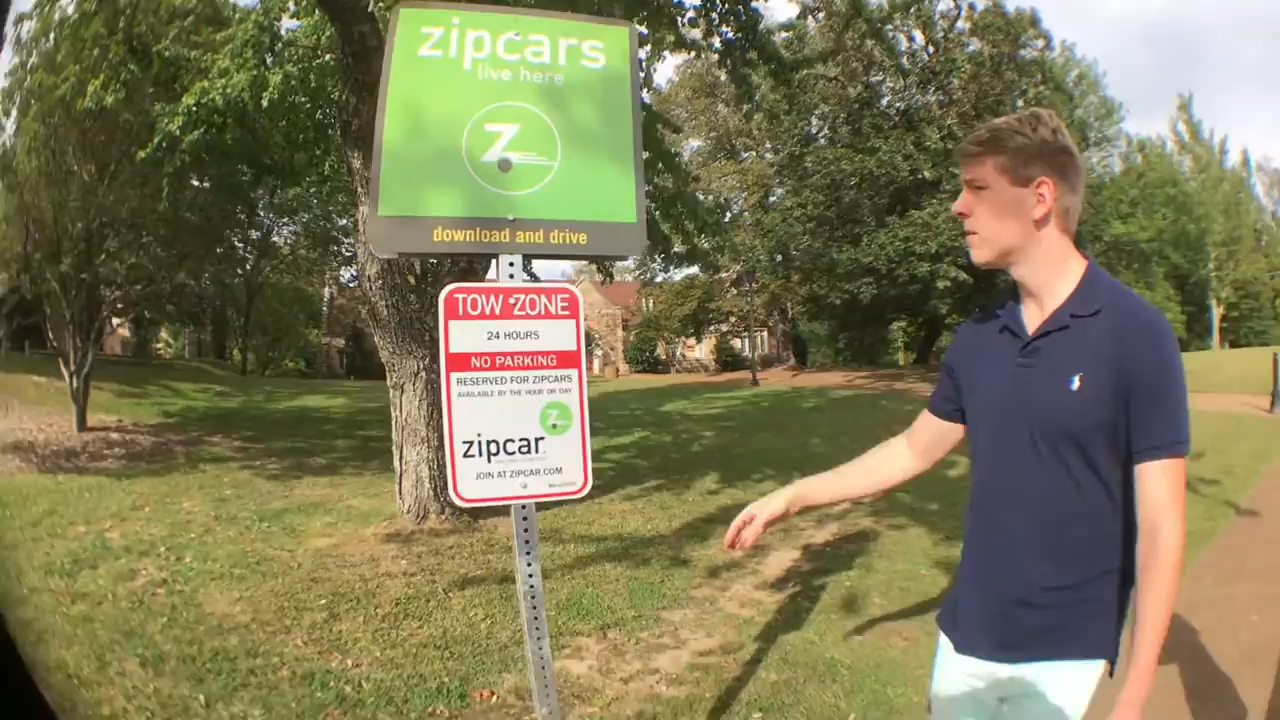 zipcars
live here
Z
download and drive
TOW ZONE
24 HOURS
NO PARKING
RESERVED FOR ZIPCARS
AVAILABLE BY THE HOUR OR DAY
Z
zipcar
JOIN AT ZIPCAR.COM